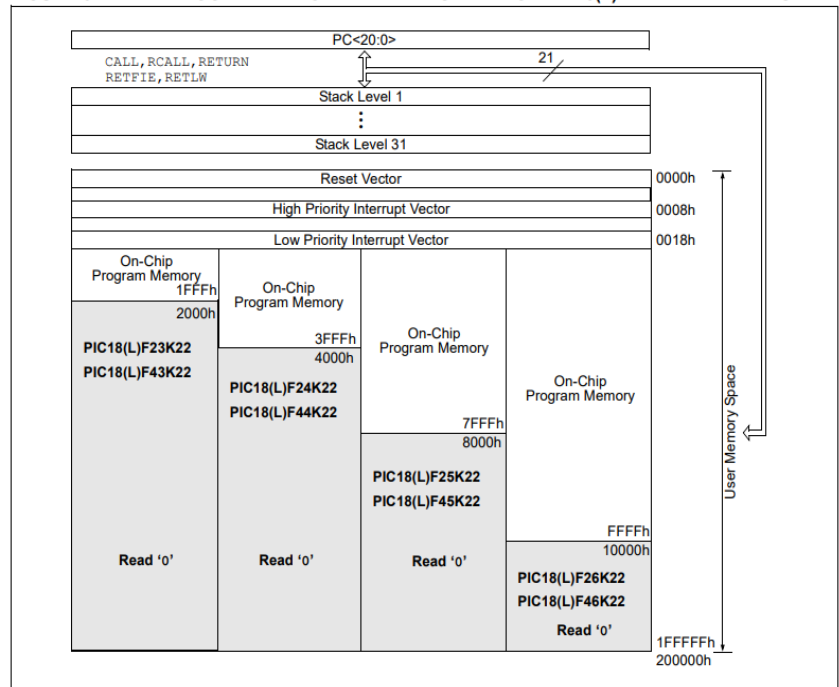 PC<20:0>
CALL,RCALL,RETURN
RETFIE,RETLW
21
Stack Level 1
Stack Level 31
Reset Vector
0000h
High Priority Interrupt Vector
0008h
Low Priority Interrupt Vector
0018h
On-Chip
Program Memory
1FFFh
2000h
PIC18(L)F23K22
PIC18(L)F43K22
Read ‘0’
On-Chip
Program Memory
3FFFh
4000h
PIC18(L)F24K22
PIC18(L)F44K22
Read ‘0’
On-Chip
Program Memory
7FFFh
8000h
PIC18(L)F25K22
PIC18(L)F45K22
Read ‘0’
On-Chip
Program Memory
FFFFh
10000h
PIC18(L)F26K22
PIC18(L)F46K22
Read ‘0’
1FFFFFh
200000h
User Memory Space